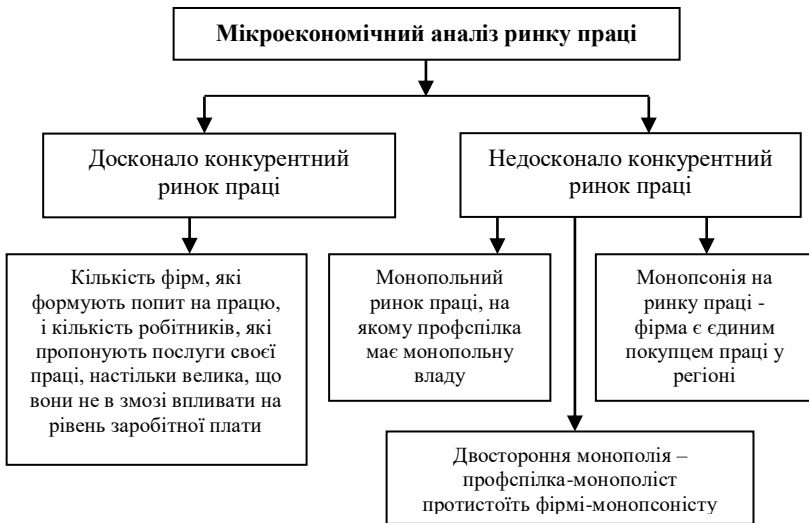 Мікроекономічний аналіз ринку праці
Досконало конкурентний
ринок праці
Недосконало конкурентний
ринок праці
Кількість фірм, які
формують попит на працю,
і кількість робітників, які
пропонують послуги своєї
праці, настільки велика, що
вони не в змозі впливати на
рівень заробітної плати
Монопольний
ринок праці, на
якому профспілка
має монопольну
владу
Монопсонія на
ринку праці -
фірма є єдиним
покупцем праці у
регіоні
Двостороння монополія –
профспілка-монополіст
протистоїть фірмі-монопсоністу